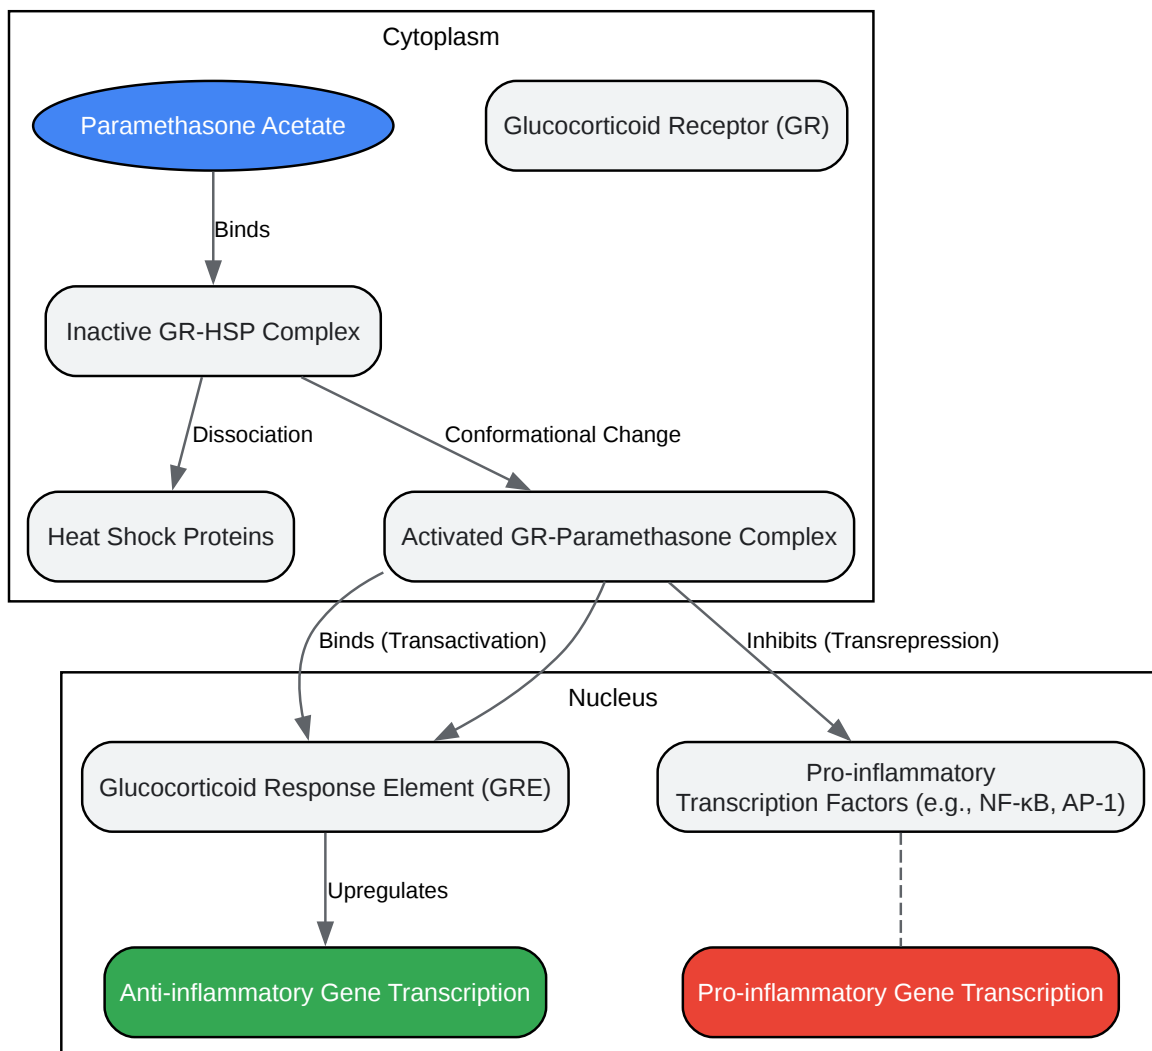 Cytoplasm
Paramethasone Acetate
Glucocorticoid Receptor (GR)
Binds
Inactive GR-HSP Complex
Dissociation
Conformational Change
Heat Shock Proteins
Activated GR-Paramethasone Complex
Binds (Transactivation)
Inhibits (Transrepression)
Nucleus
Glucocorticoid Response Element (GRE)
Pro-inflammatory
Transcription Factors (e.g., NF-κB, AP-1)
Upregulates
Anti-inflammatory Gene Transcription
Pro-inflammatory Gene Transcription